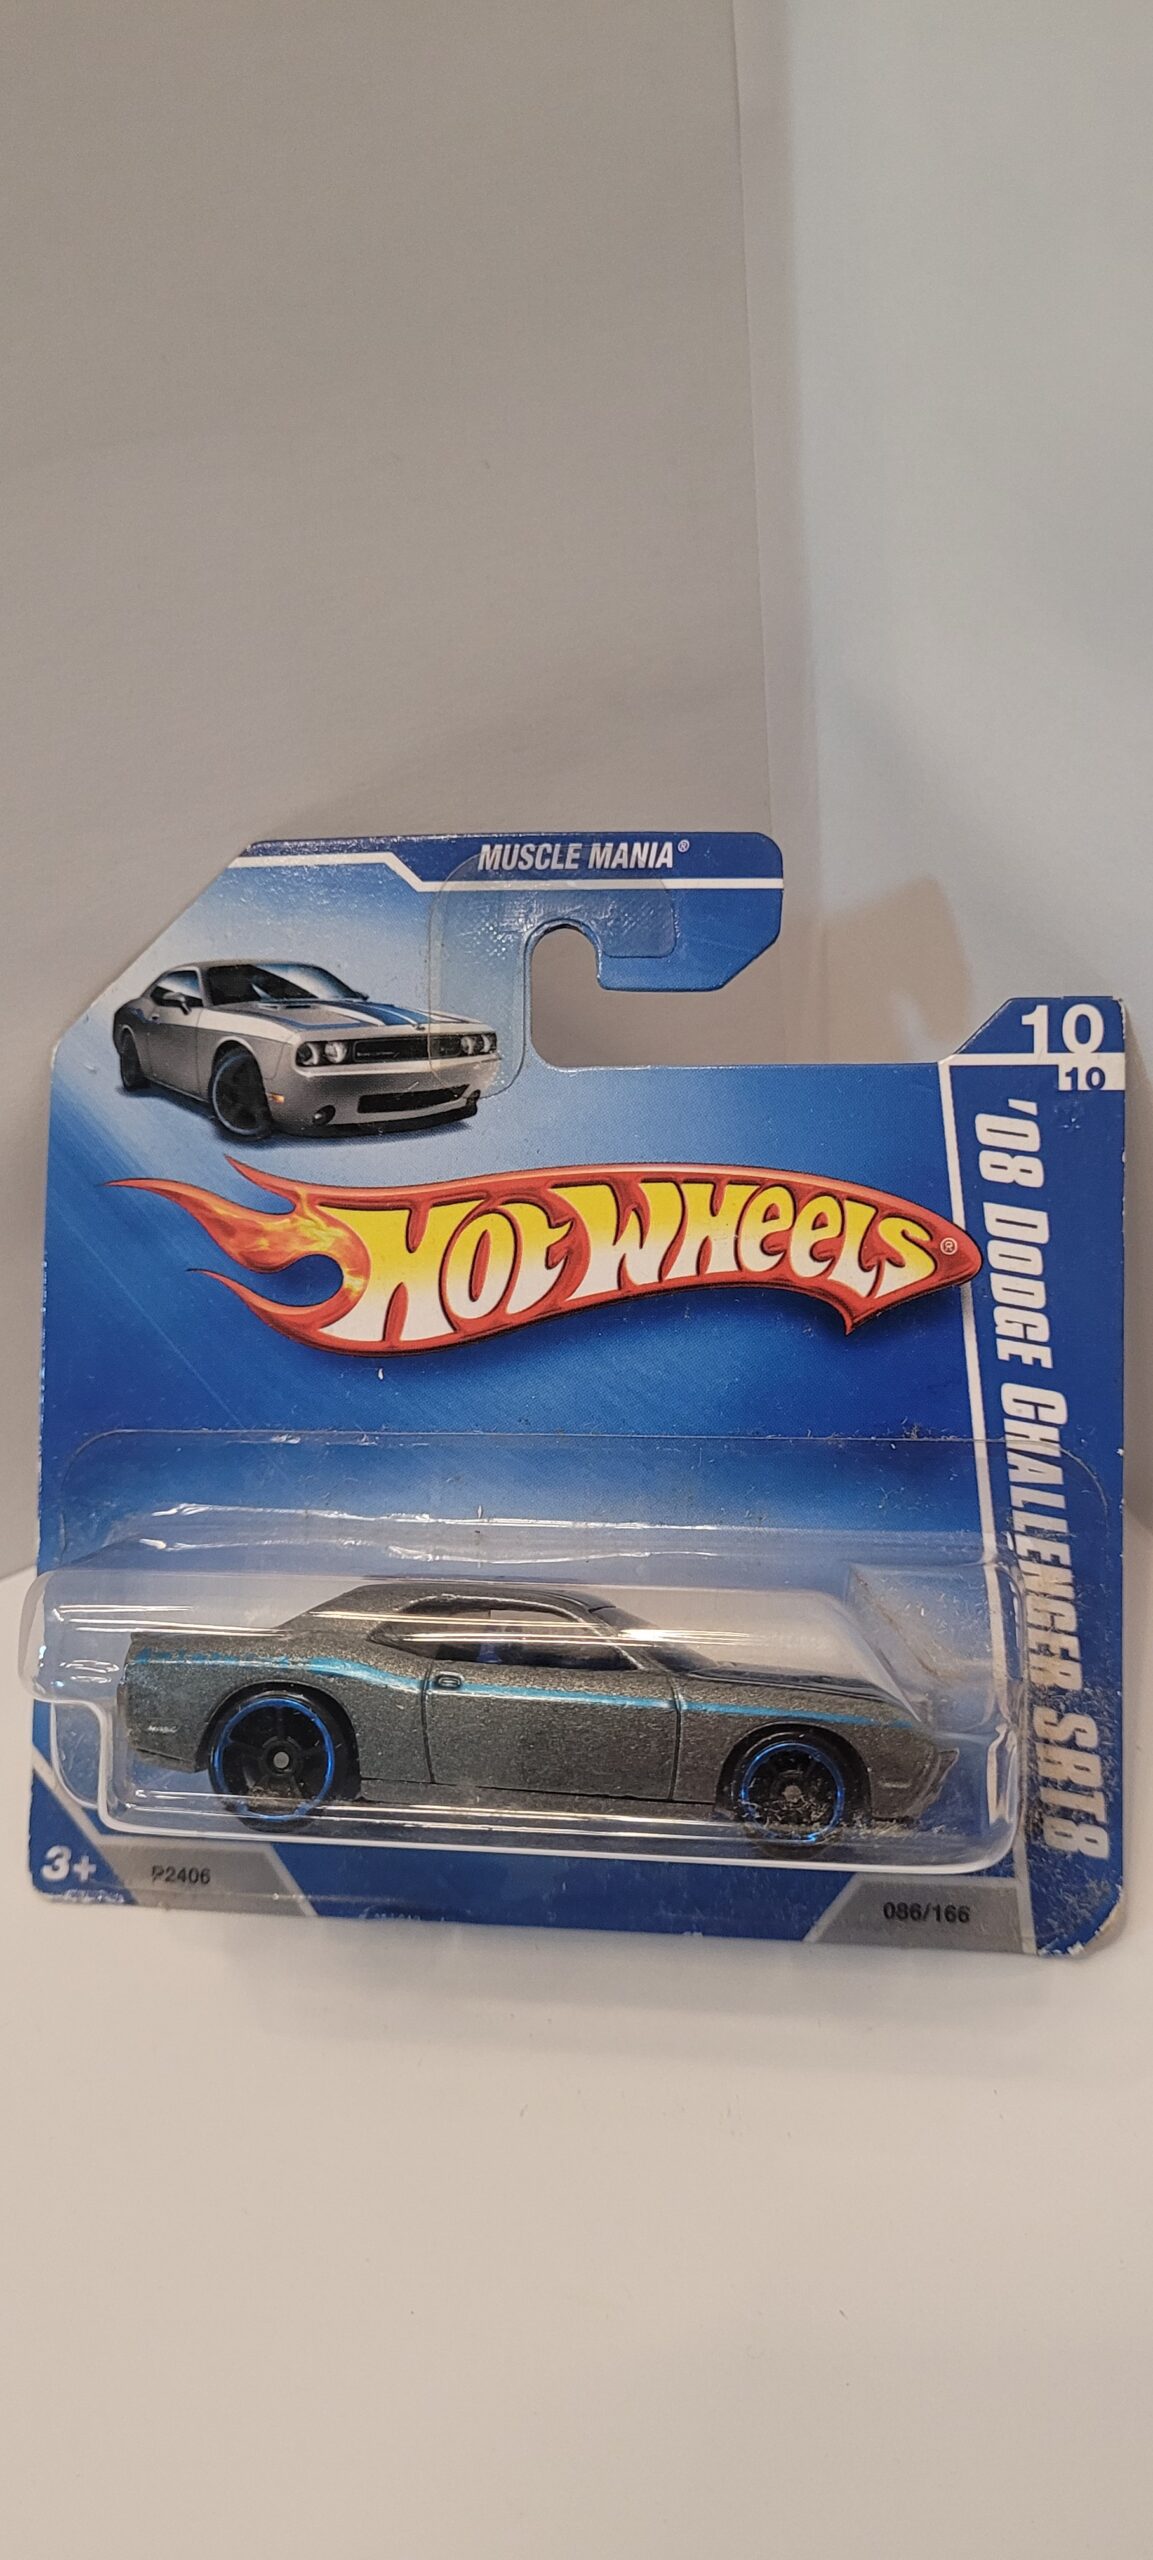 MUSCLE MANIA®
10
10
HOT WHEELS®
'08 DODGE CHALLENGER SRT8
3+
P2406
086/166